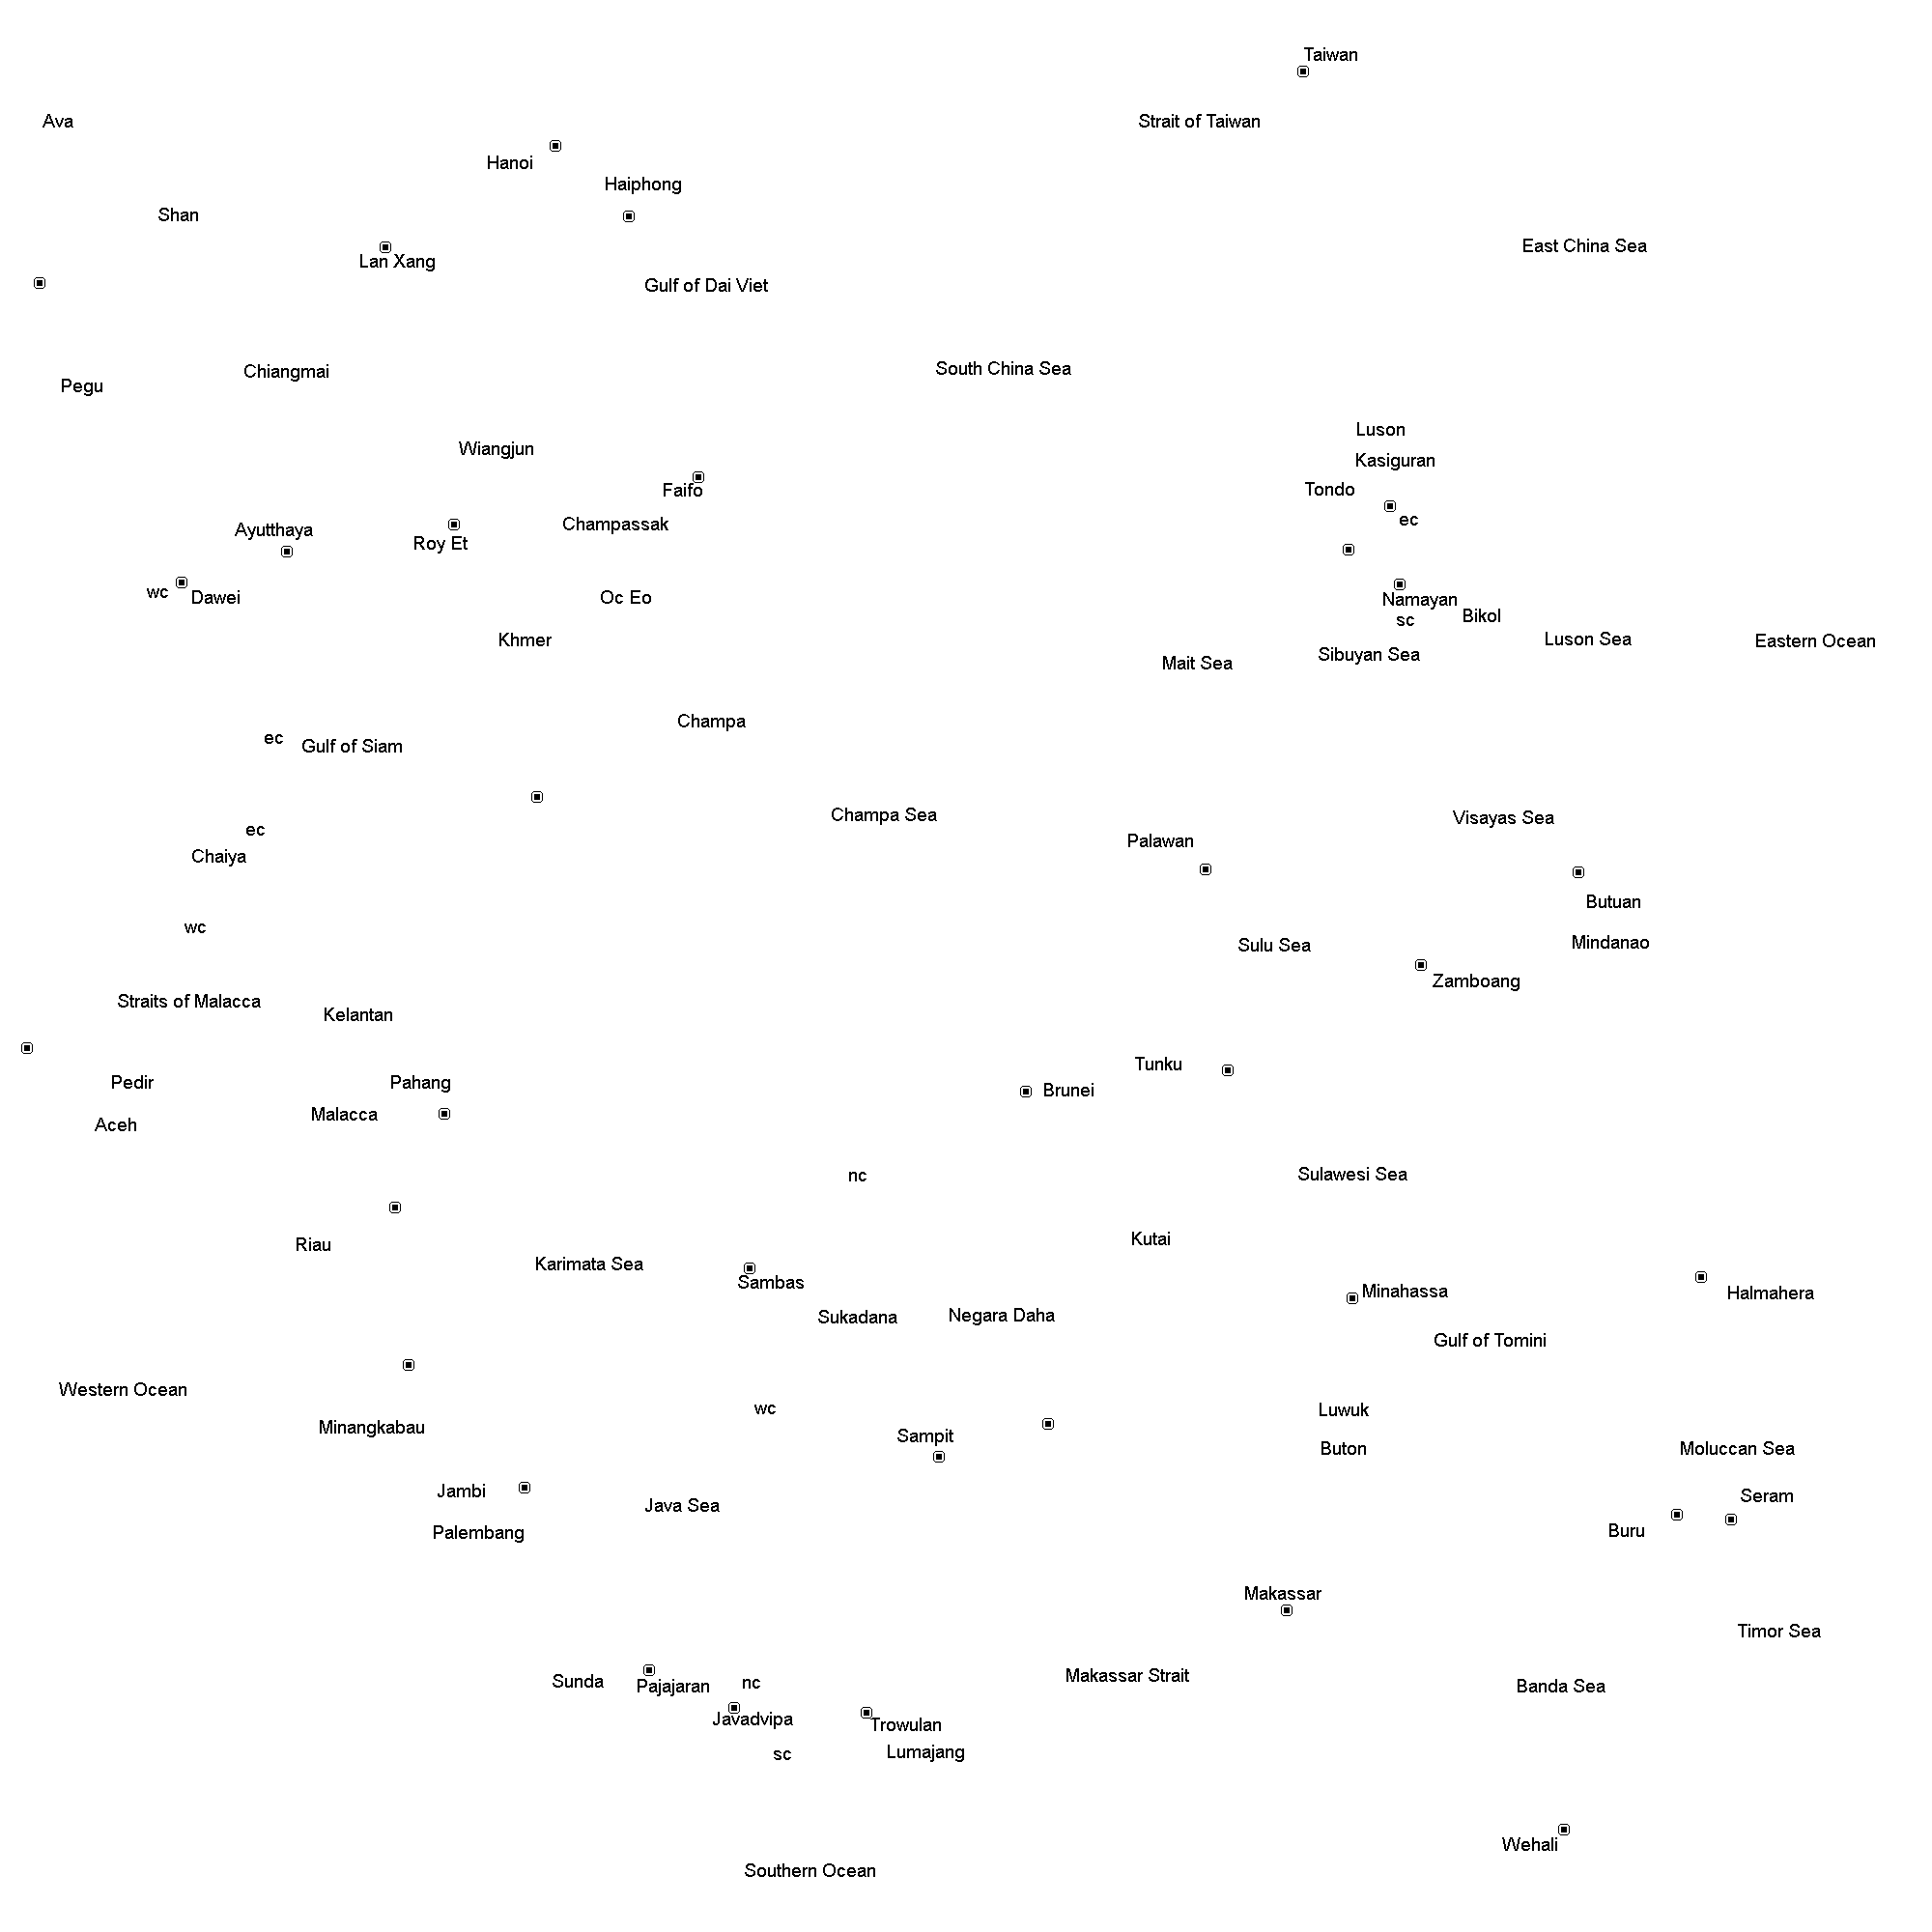 Taiwan
Ava
Strait of Taiwan
Hanoi
Haiphong
Shan
East China Sea
Lan Xang
Gulf of Dai Viet
South China Sea
Chiangmai
Pegu
Luson
Wiangjun
Kasiguran
Faifo
Tondo
ec
Champassak
Ayutthaya
Roy Et
wc
Dawei
Oc Eo
Namayan
Bikol
sc
Khmer
Luson Sea
Eastern Ocean
Sibuyan Sea
Mait Sea
Champa
ec
Gulf of Siam
Champa Sea
Visayas Sea
ec
Palawan
Chaiya
Butuan
wc
Mindanao
Sulu Sea
Zamboang
Straits of Malacca
Kelantan
Tunku
Pedir
Pahang
Brunei
Malacca
Aceh
nc
Sulawesi Sea
Kutai
Riau
Karimata Sea
Sambas
Minahassa
Halmahera
Sukadana
Negara Daha
Gulf of Tomini
Western Ocean
wc
Luwuk
Minangkabau
Sampit
Buton
Moluccan Sea
Jambi
Seram
Java Sea
Palembang
Buru
Makassar
Timor Sea
Makassar Strait
Sunda
Pajajaran
nc
Banda Sea
Javadvipa
Trowulan
sc
Lumajang
Wehali
Southern Ocean